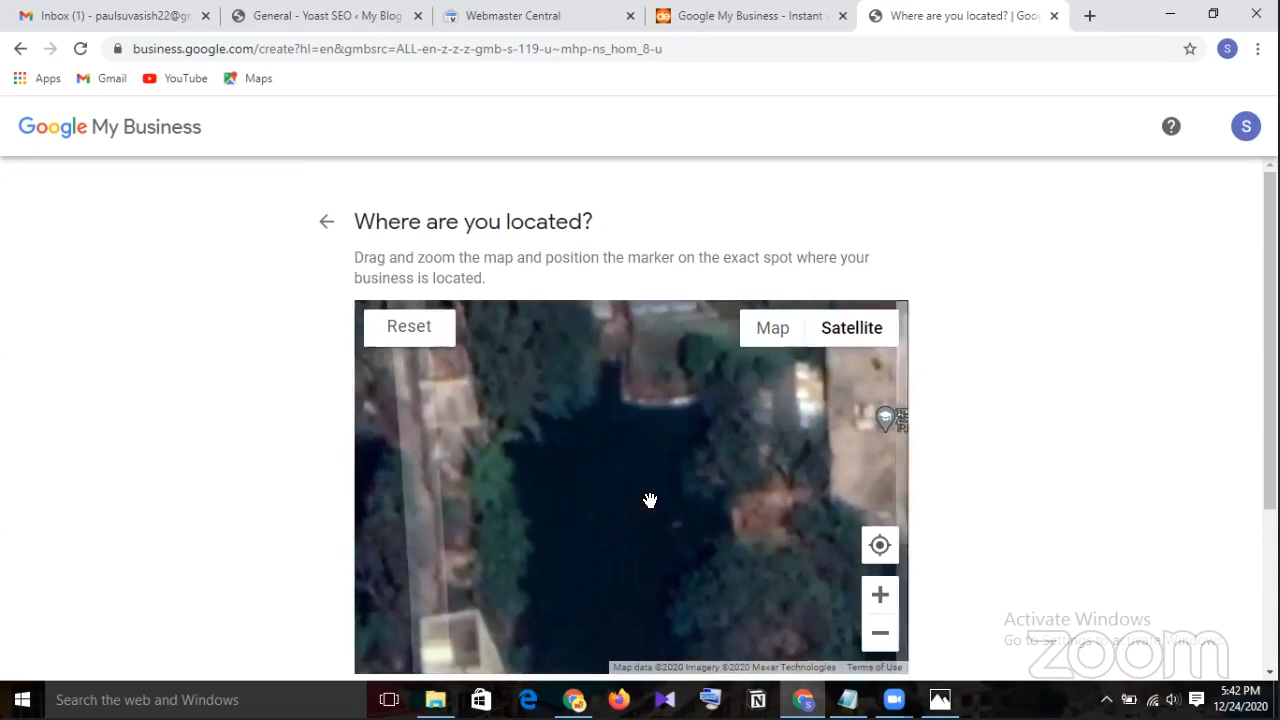 Inbox (1) - paulsuvasish22@gr
General - Yoast SEO ‹ My Blog
Webmaster Central
Google My Business - Instant v
Where are you located? | Goo
business.google.com/create?hl=en&gmbsrc=ALL-en-z-z-z-gmb-s-119-u~mhp-ns_hom_8-u
S
Apps
Gmail
YouTube
Maps
Google My Business
S
Where are you located?
Drag and zoom the map and position the marker on the exact spot where your
business is located.
Reset
Map
Satellite
Map data ©2020 Imagery ©2020 Maxar Technologies
Terms of Use
Activate Windows
Go to Settings to activate Windows.
zoom
Search the web and Windows
5:42 PM
12/24/2020